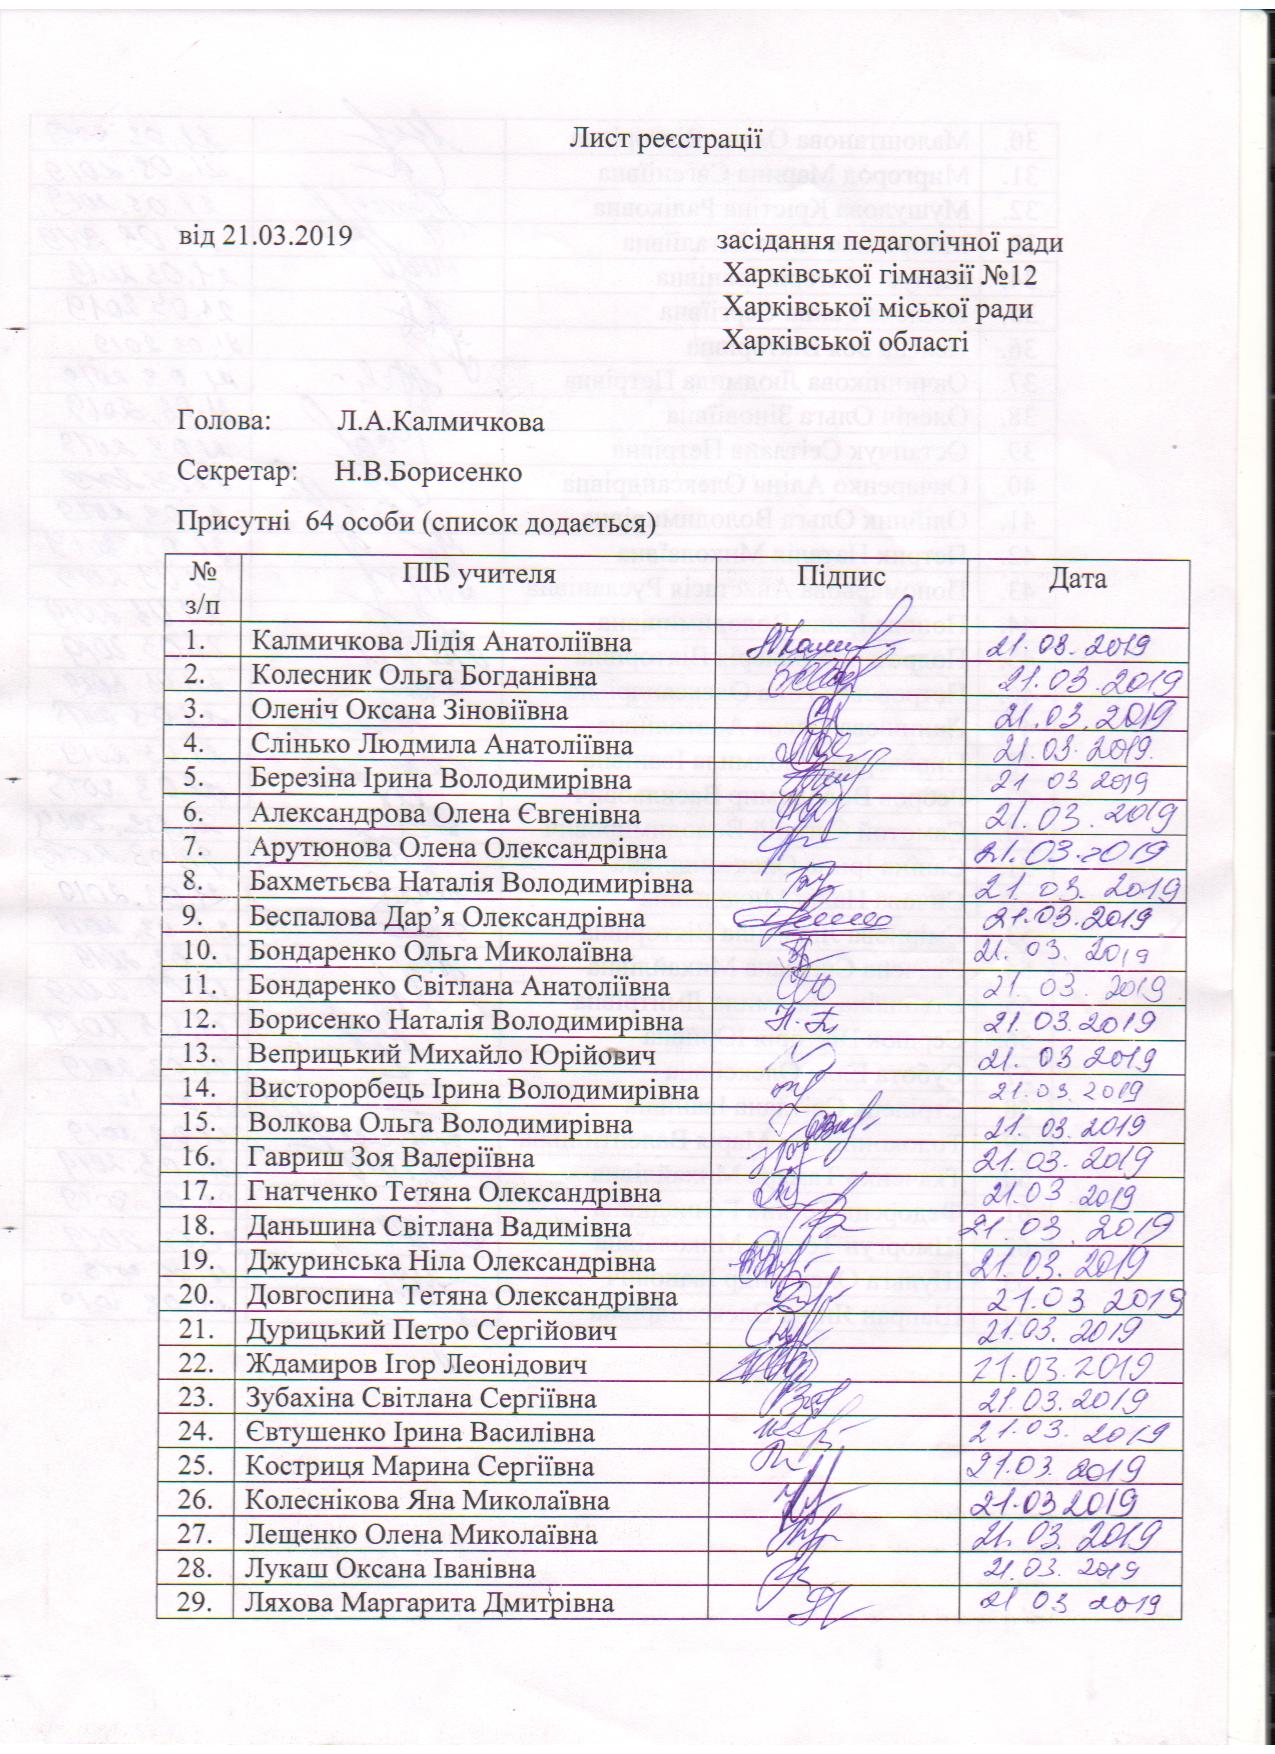 Лист реєстрації
від 21.03.2019
засідання педагогічної ради
Харківської гімназії №12
Харківської міської ради
Харківської області
Голова: Л.А.Калмичкова
Секретар: Н.В.Борисенко
Присутні 64 особи (список додається)
№ з/п ПІБ учителя Підпис Дата
1. Калмичкова Лідія Анатоліївна 21.03.2019
2. Колесник Ольга Богданівна 21.03.2019
3. Оленіч Оксана Зіновіївна 21.03.2019
4. Слінько Людмила Анатоліївна 21.03.2019.
5. Березіна Ірина Володимирівна 21 03 2019
6. Александрова Олена Євгенівна 21.03.2019
7. Арутюнова Олена Олександрівна 21.03.2019
8. Бахметьєва Наталія Володимирівна 21.03.2019
9. Беспалова Дар’я Олександрівна 21.03.2019
10. Бондаренко Ольга Миколаївна 21.03.2019
11. Бондаренко Світлана Анатоліївна 21.03.2019.
12. Борисенко Наталія Володимирівна Н.Б. 21.03.2019
13. Веприцький Михайло Юрійович 21.03 2019
14. Висторорбець Ірина Володимирівна 21.03.2019
15. Волкова Ольга Володимирівна 21.03.2019
16. Гавриш Зоя Валеріївна 21.03.2019
17. Гнатченко Тетяна Олександрівна 21.03 2019
18. Даньшина Світлана Вадимівна 21.03.2019
19. Джуринська Ніла Олександрівна 21.03.2019
20. Довгоспина Тетяна Олександрівна 21.03 2019
21. Дурицький Петро Сергійович 21.03.2019
22. Ждамиров Ігор Леонідович 21.03.2019
23. Зубахіна Світлана Сергіївна 21.03.2019
24. Євтушенко Ірина Василівна 21.03.2019
25. Костриця Марина Сергіївна 21.03.2019
26. Колеснікова Яна Миколаївна 21.03 2019
27. Лещенко Олена Миколаївна 21.03.2019
28. Лукаш Оксана Іванівна 21.03.2019
29. Ляхова Маргарита Дмитрівна 21 03 2019